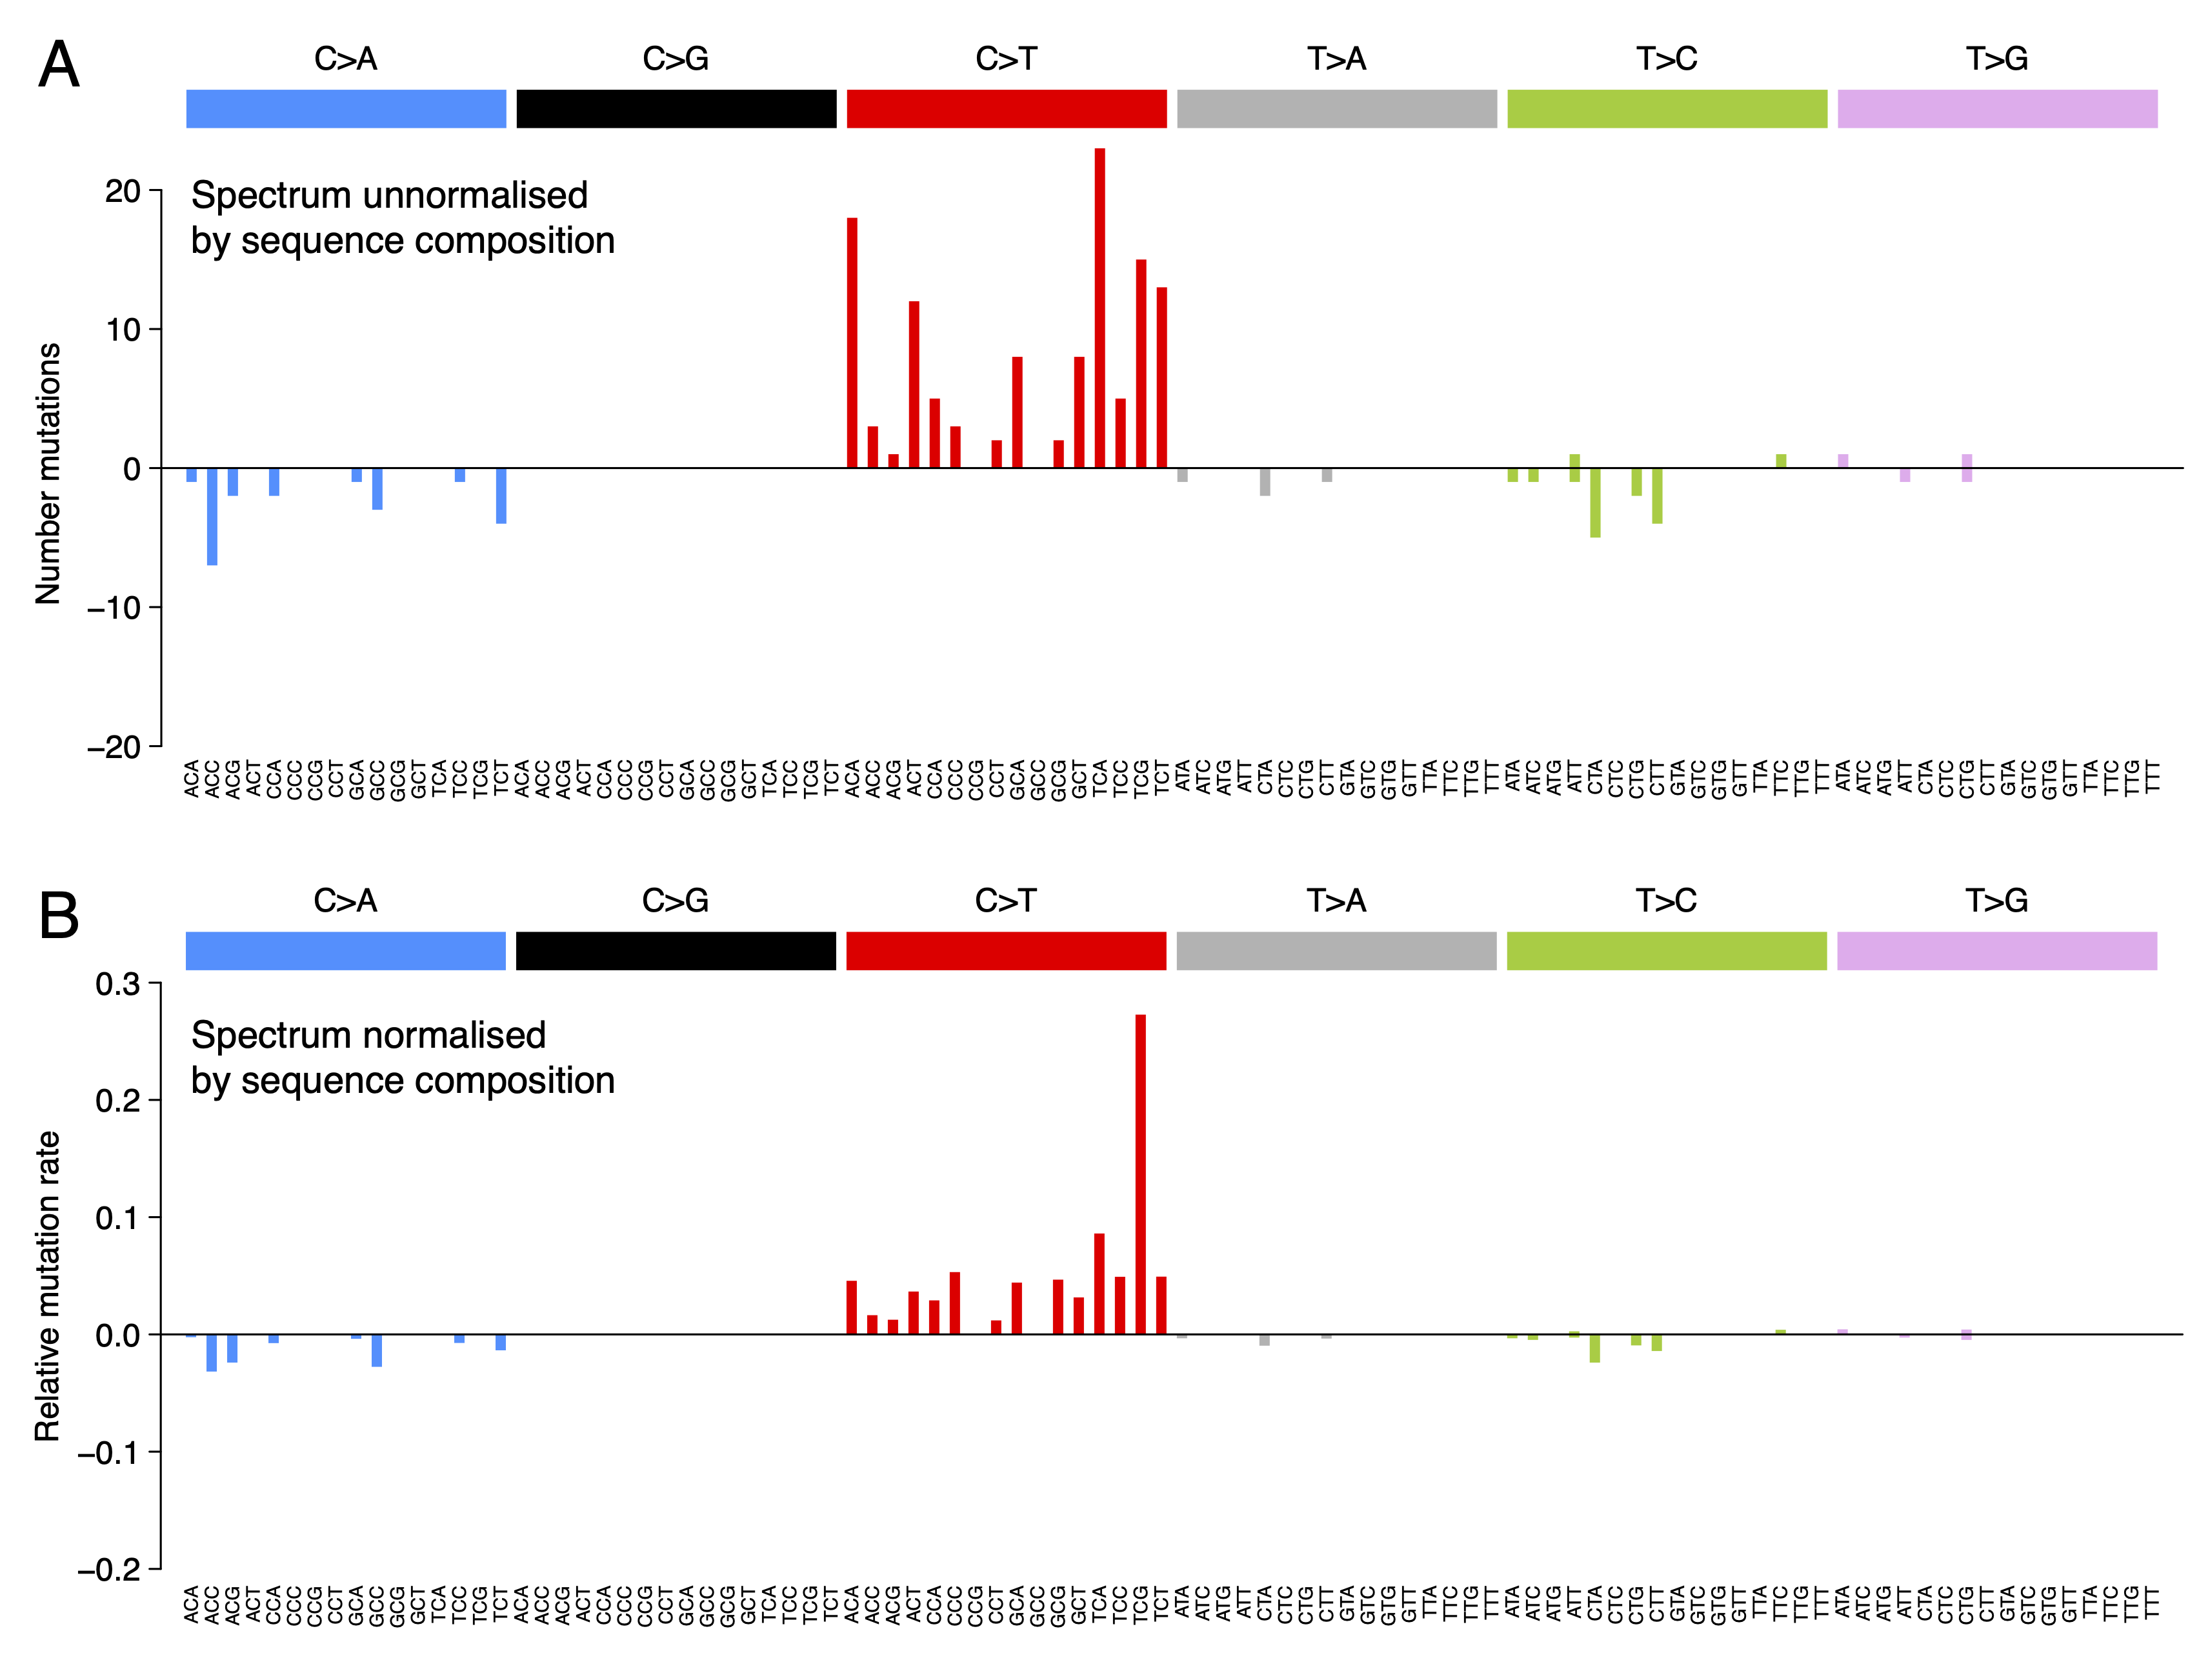 A
C>A C>G C>T T>A T>C T>G
Spectrum unnormalised
by sequence composition
20
10
0
−10
−20
Number mutations
ACA ACC ACG ACT CCA CCC CCG CCT GCA GCC GCG GCT TCA TCC TCG TCT ACA ACC ACG ACT CCA CCC CCG CCT GCA GCC GCG GCT TCA TCC TCG TCT ACA ACC ACG ACT CCA CCC CCG CCT GCA GCC GCG GCT TCA TCC TCG TCT ATA ATC ATG ATT CTA CTC CTG CTT GTA GTC GTG GTT TTA TTC TTG TTT ATA ATC ATG ATT CTA CTC CTG CTT GTA GTC GTG GTT TTA TTC TTG TTT ATA ATC ATG ATT CTA CTC CTG CTT GTA GTC GTG GTT TTA TTC TTG TTT
B
C>A C>G C>T T>A T>C T>G
Spectrum normalised
by sequence composition
0.3
0.2
0.1
0.0
−0.1
−0.2
Relative mutation rate
ACA ACC ACG ACT CCA CCC CCG CCT GCA GCC GCG GCT TCA TCC TCG TCT ACA ACC ACG ACT CCA CCC CCG CCT GCA GCC GCG GCT TCA TCC TCG TCT ACA ACC ACG ACT CCA CCC CCG CCT GCA GCC GCG GCT TCA TCC TCG TCT ATA ATC ATG ATT CTA CTC CTG CTT GTA GTC GTG GTT TTA TTC TTG TTT ATA ATC ATG ATT CTA CTC CTG CTT GTA GTC GTG GTT TTA TTC TTG TTT ATA ATC ATG ATT CTA CTC CTG CTT GTA GTC GTG GTT TTA TTC TTG TTT